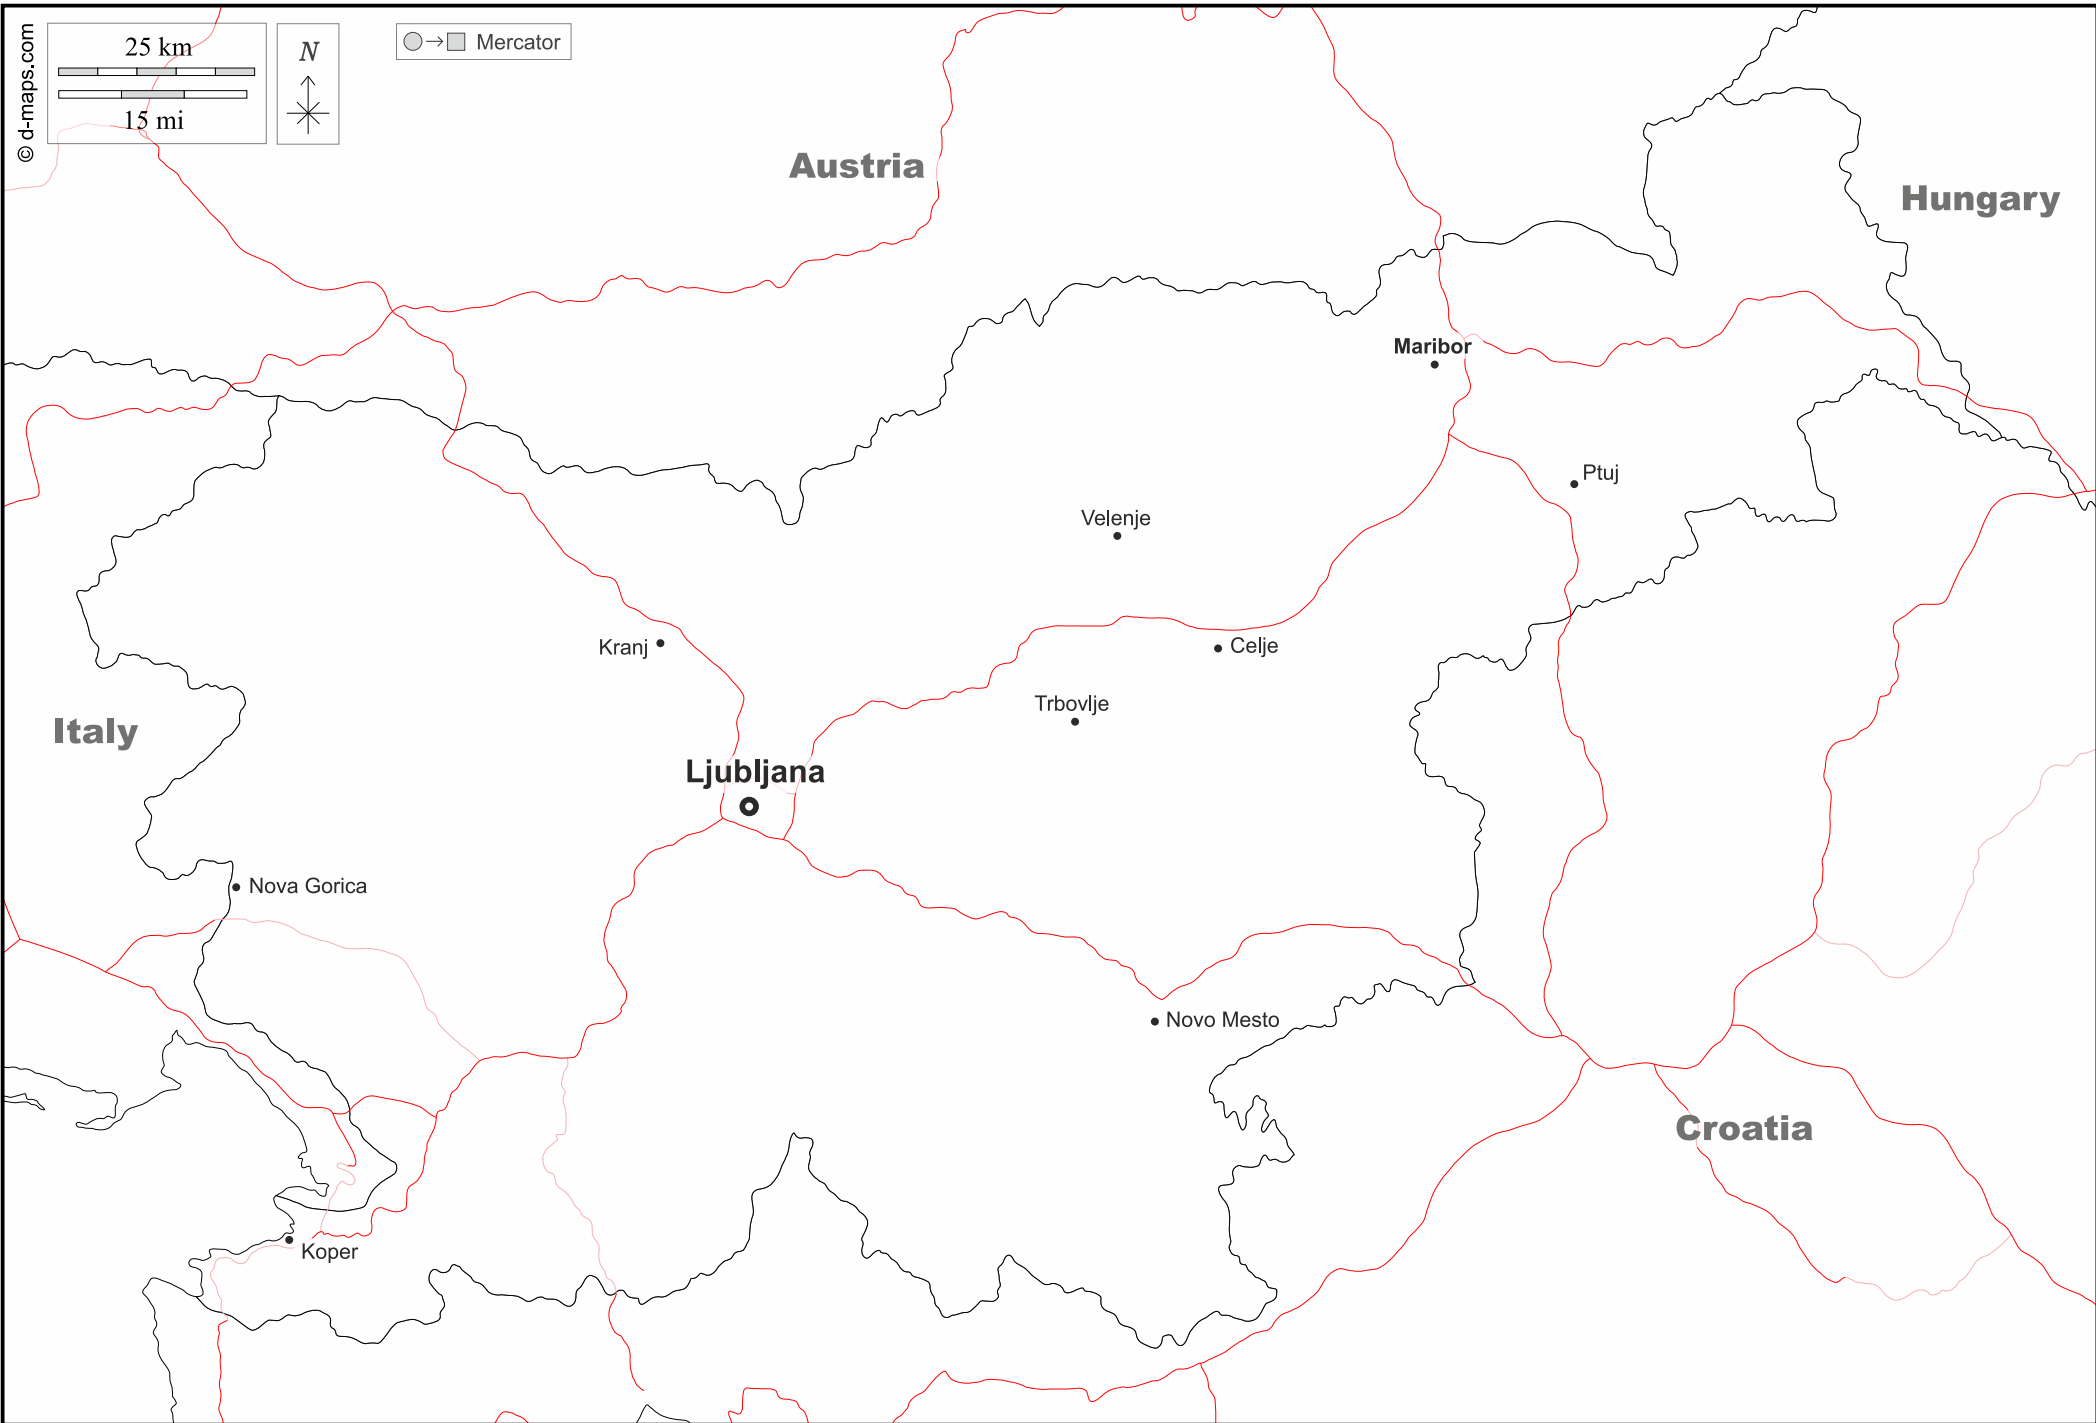 © d-maps.com
25 km
15 mi
N
Mercator
Austria
Hungary
Maribor
Ptuj
Velenje
Kranj
Celje
Trbovlje
Italy
Ljubljana
Nova Gorica
Novo Mesto
Croatia
Koper